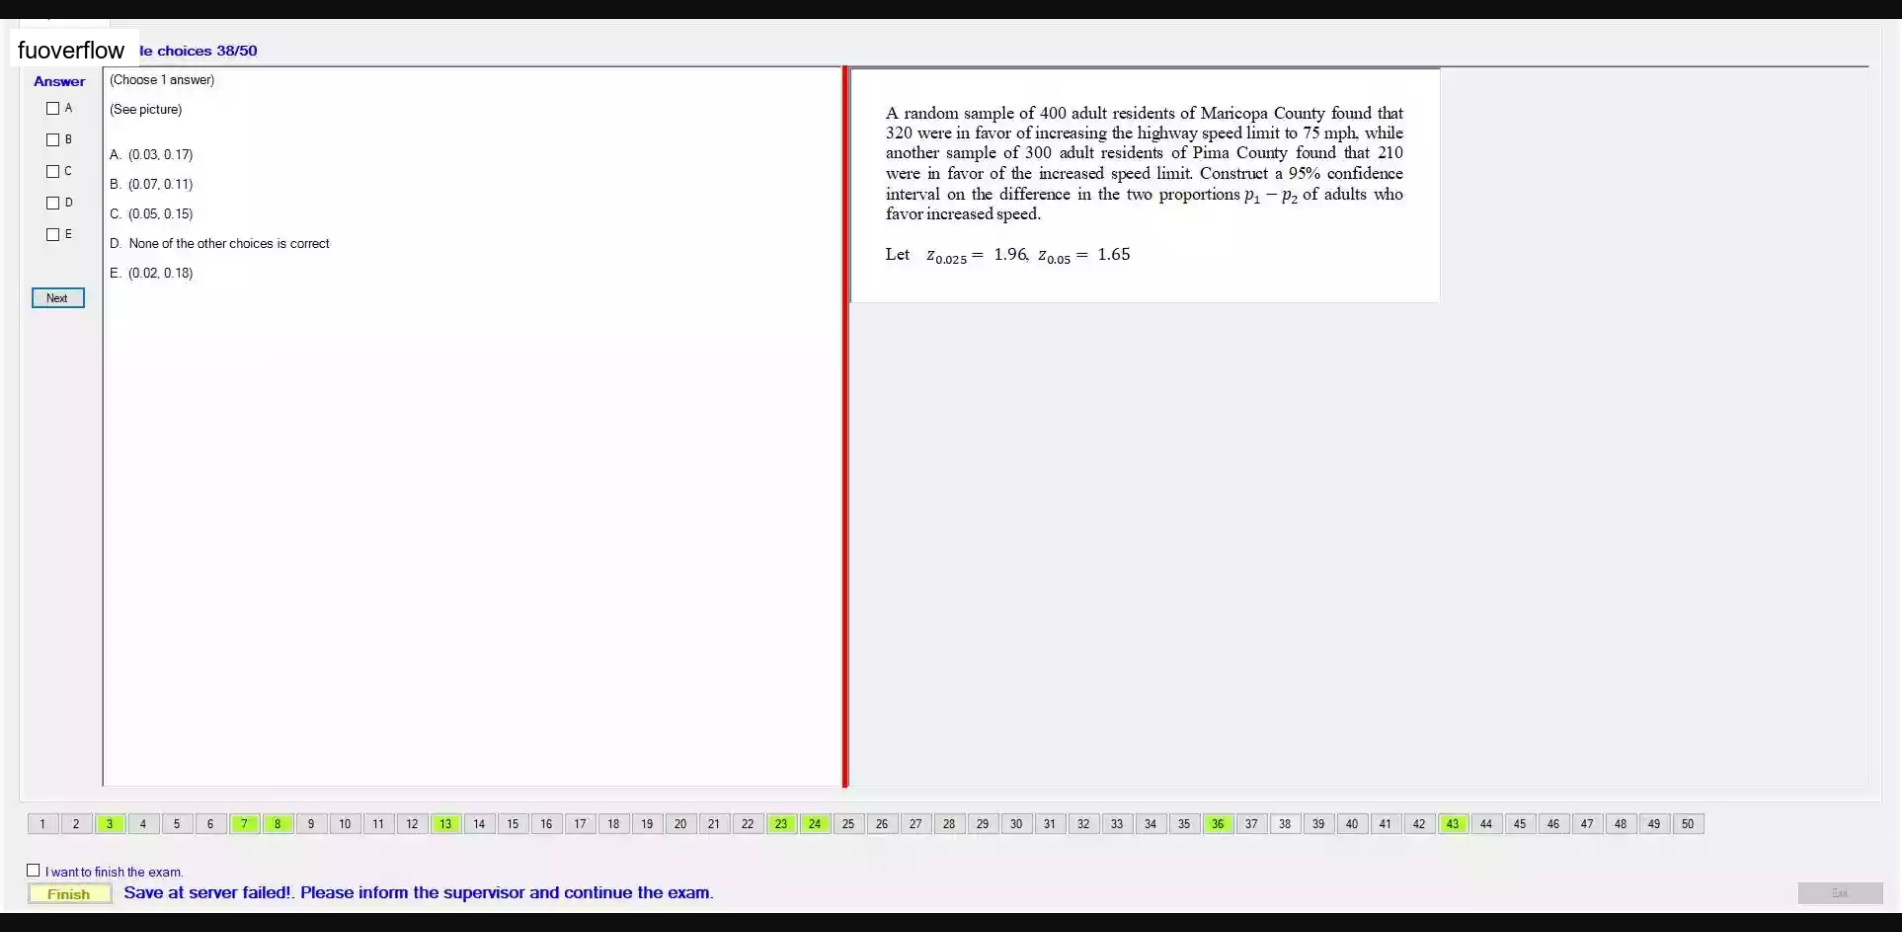 fuoverflow
le choices 38/50
Answer
A
B
C
D
E
Next
(Choose 1 answer)
(See picture)
A. (0.03, 0.17)
B. (0.07, 0.11)
C. (0.05, 0.15)
D. None of the other choices is correct
E. (0.02, 0.18)
A random sample of 400 adult residents of Maricopa County found that
320 were in favor of increasing the highway speed limit to 75 mph, while
another sample of 300 adult residents of Pima County found that 210
were in favor of the increased speed limit. Construct a 95% confidence
interval on the difference in the two proportions p₁ − p₂ of adults who
favor increased speed.
Let z₀.₀₂₅ = 1.96, z₀.₀₅ = 1.65
1 2 3 4 5 6 7 8 9 10 11 12 13 14 15 16 17 18 19 20 21 22 23 24 25 26 27 28 29 30 31 32 33 34 35 36 37 38 39 40 41 42 43 44 45 46 47 48 49 50
I want to finish the exam.
Finish
Save at server failed!. Please inform the supervisor and continue the exam.